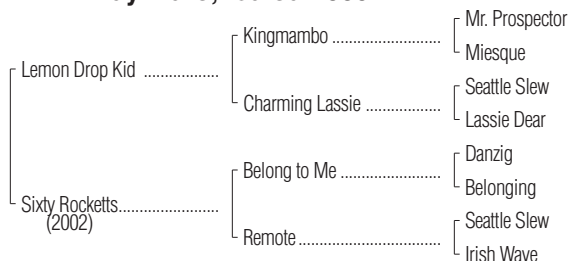 Mr. Prospector
Kingmambo ....................
Miesque
Lemon Drop Kid ..................
Seattle Slew
Charming Lassie ...................
Lassie Dear
Danzig
Belong to Me .........................
Belonging
Sixty Rocketts........................
(2002)
Seattle Slew
Remote...................................
Irish Wave